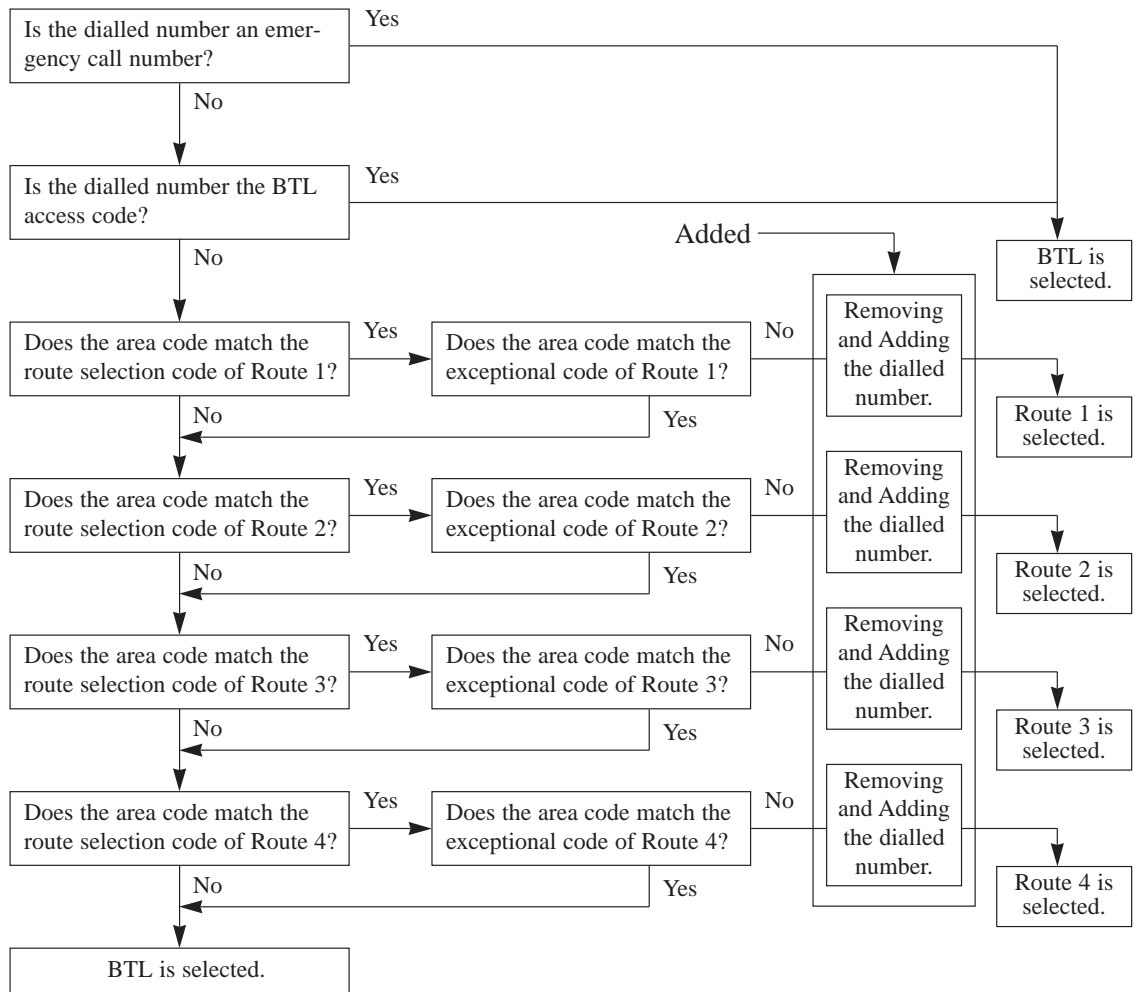 Is the dialled number an emer-
gency call number?
Yes
No
Is the dialled number the BTL
access code?
Yes
No
Added
BTL is
selected.
Does the area code match the
route selection code of Route 1?
Yes
Does the area code match the
exceptional code of Route 1?
No
Removing
and Adding
the dialled
number.
Route 1 is
selected.
No
Yes
Does the area code match the
route selection code of Route 2?
Yes
Does the area code match the
exceptional code of Route 2?
No
Removing
and Adding
the dialled
number.
Route 2 is
selected.
No
Yes
Does the area code match the
route selection code of Route 3?
Yes
Does the area code match the
exceptional code of Route 3?
No
Removing
and Adding
the dialled
number.
Route 3 is
selected.
No
Yes
Does the area code match the
route selection code of Route 4?
Yes
Does the area code match the
exceptional code of Route 4?
No
Removing
and Adding
the dialled
number.
Route 4 is
selected.
No
Yes
BTL is selected.